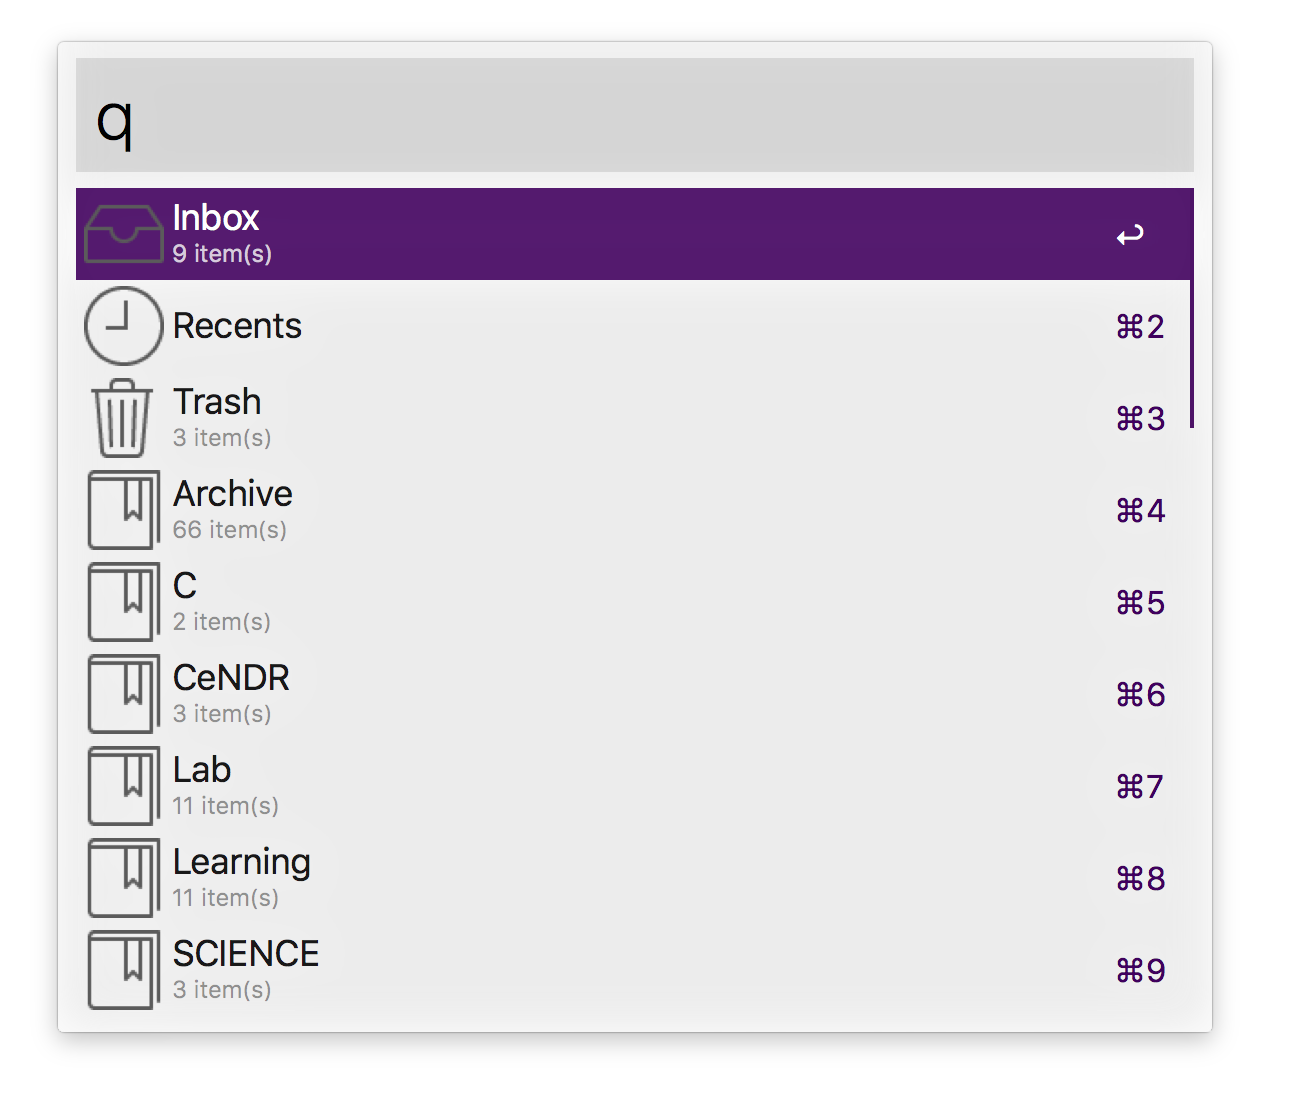 q
Inbox
9 item(s)
↩
Recents
⌘2
Trash
3 item(s)
⌘3
Archive
66 item(s)
⌘4
C
2 item(s)
⌘5
CeNDR
3 item(s)
⌘6
Lab
11 item(s)
⌘7
Learning
11 item(s)
⌘8
SCIENCE
3 item(s)
⌘9